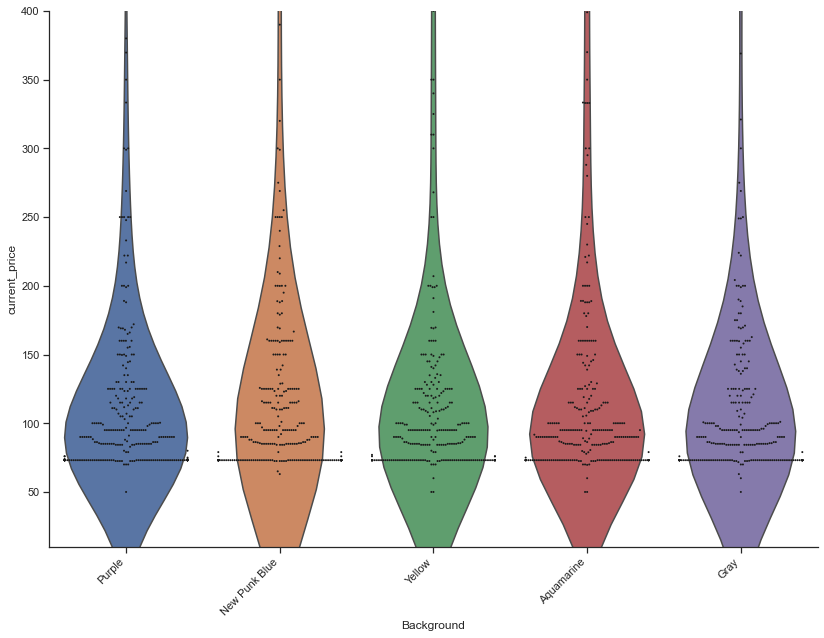 400
350
300
250
200
150
100
50
current_price
Purple
New Punk Blue
Yellow
Aquamarine
Gray
Background